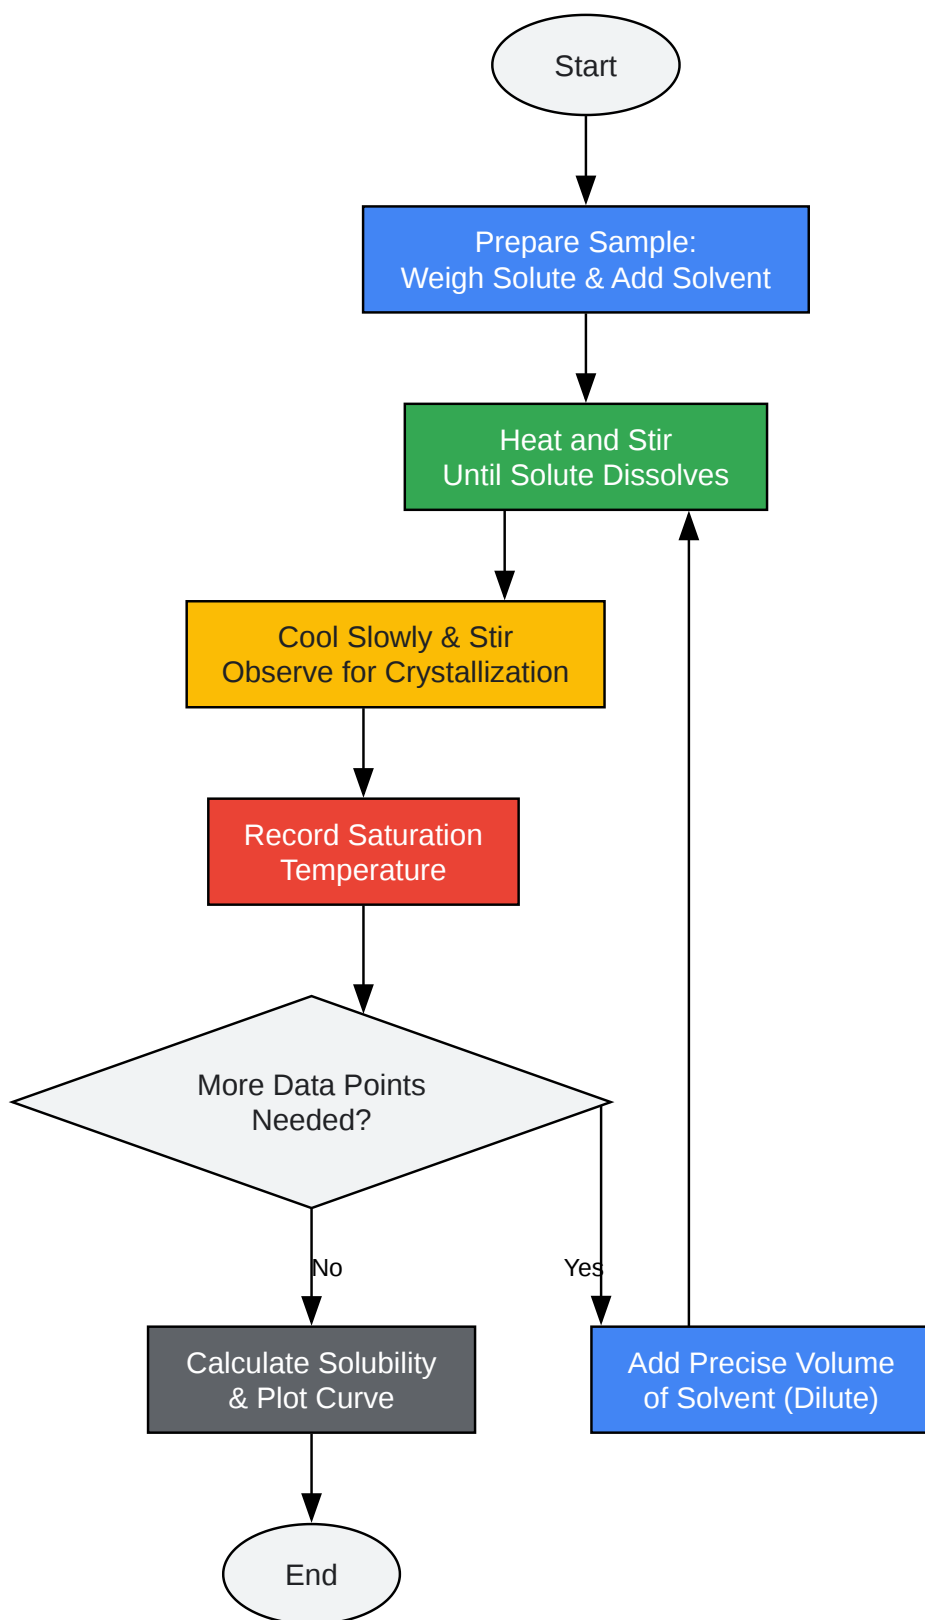 Start
Prepare Sample:
Weigh Solute & Add Solvent
Heat and Stir
Until Solute Dissolves
Cool Slowly & Stir
Observe for Crystallization
Record Saturation
Temperature
More Data Points
Needed?
No
Yes
Calculate Solubility
& Plot Curve
Add Precise Volume
of Solvent (Dilute)
End